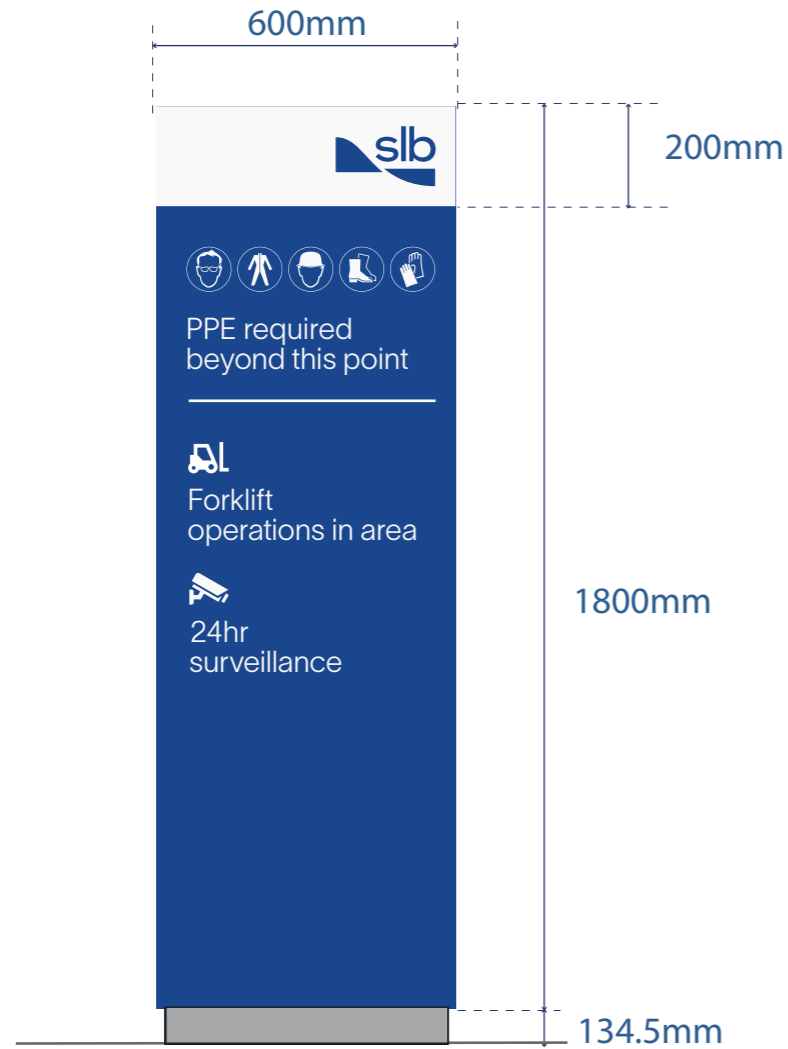 600mm
slb
200mm
PPE required
beyond this point
Forklift
operations in area
1800mm
24hr
surveillance
134.5mm